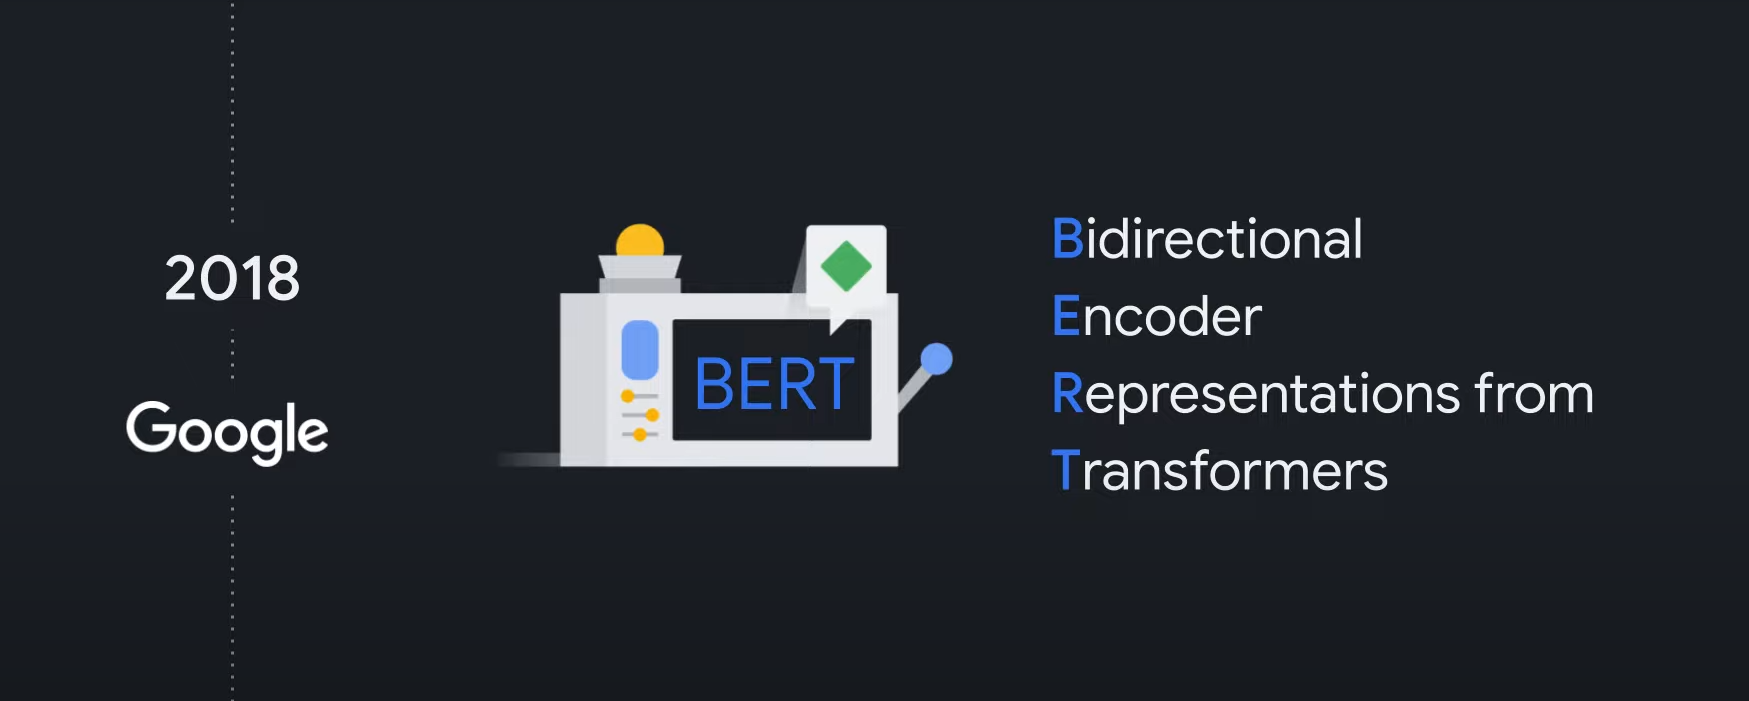 2018
Google
BERT
Bidirectional
Encoder
Representations from
Transformers